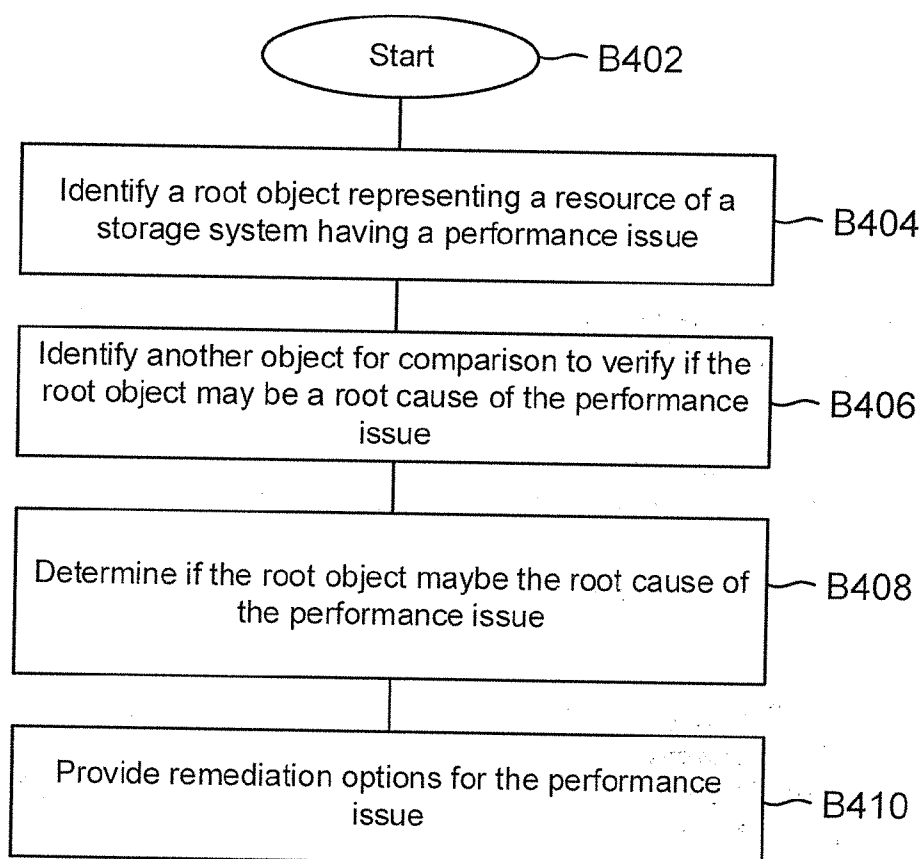 Start
B402
Identify a root object representing a resource of a
storage system having a performance issue
B404
Identify another object for comparison to verify if the
root object may be a root cause of the performance
issue
B406
Determine if the root object maybe the root cause of
the performance issue
B408
Provide remediation options for the performance
issue
B410